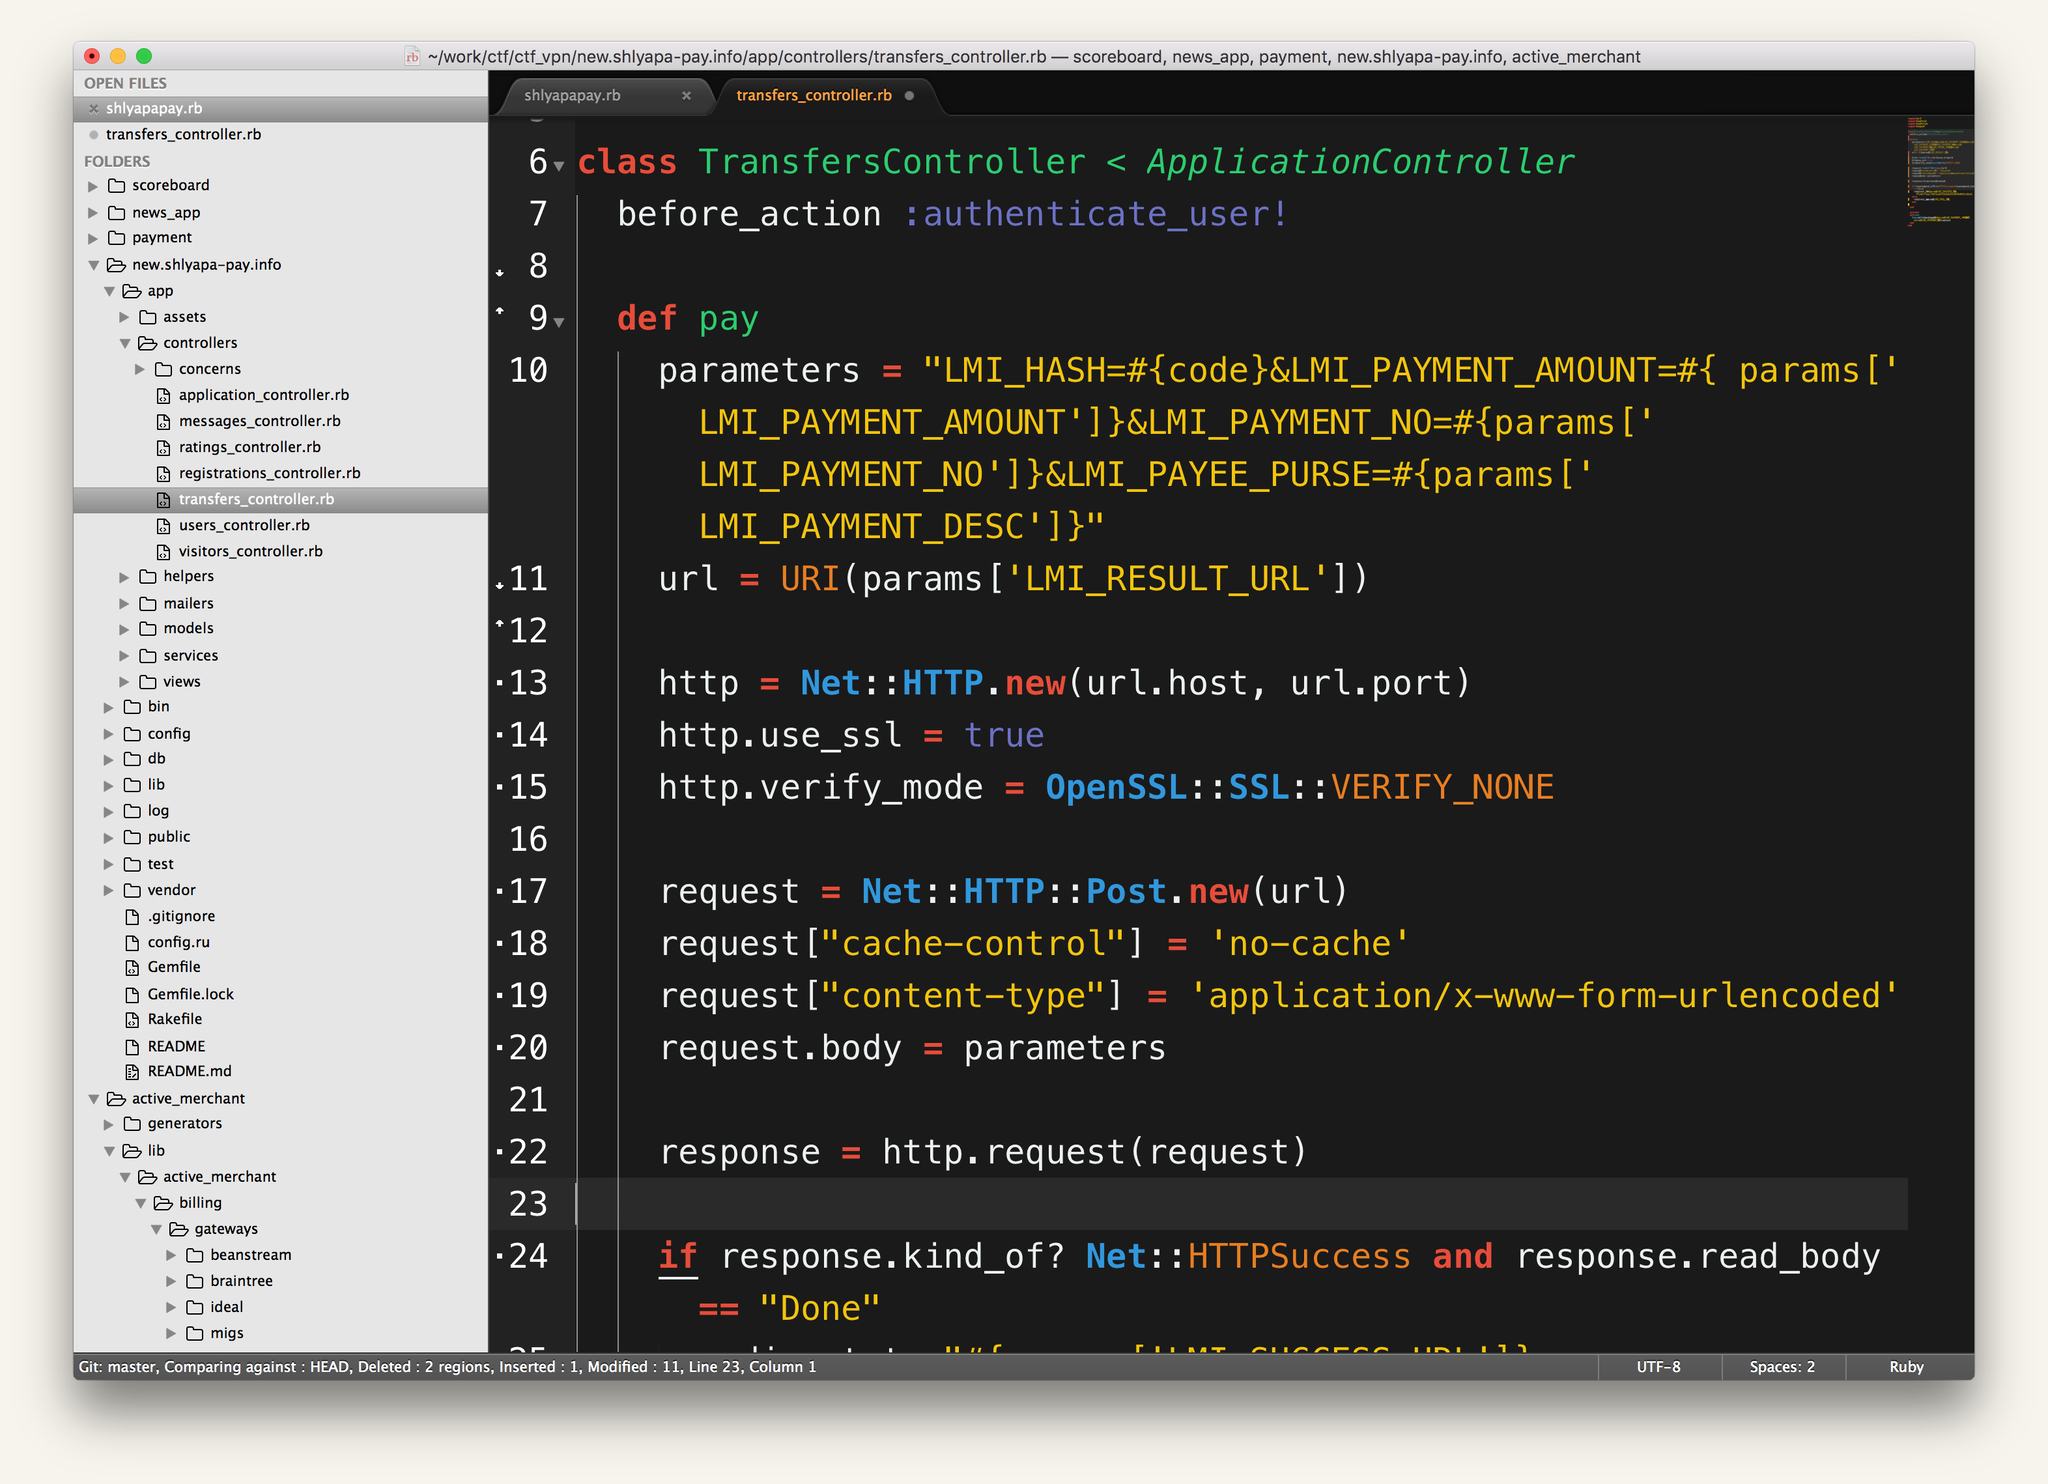 ~/work/ctf/ctf_vpn/new.shlyapa-pay.info/app/controllers/transfers_controller.rb — scoreboard, news_app, payment, new.shlyapa-pay.info, active_merchant
OPEN FILES
shlyapapay.rb
transfers_controller.rb
FOLDERS
scoreboard
news_app
payment
new.shlyapa-pay.info
app
assets
controllers
concerns
application_controller.rb
messages_controller.rb
ratings_controller.rb
registrations_controller.rb
transfers_controller.rb
users_controller.rb
visitors_controller.rb
helpers
mailers
models
services
views
bin
config
db
lib
log
public
test
vendor
.gitignore
config.ru
Gemfile
Gemfile.lock
Rakefile
README
README.md
active_merchant
generators
lib
active_merchant
billing
gateways
beanstream
braintree
ideal
migs
shlyapapay.rb
transfers_controller.rb
6 class TransfersController < ApplicationController
7 before_action :authenticate_user!
8
9 def pay
10 parameters = "LMI_HASH=#{code}&LMI_PAYMENT_AMOUNT=#{ params['
LMI_PAYMENT_AMOUNT']}&LMI_PAYMENT_NO=#{params['
LMI_PAYMENT_NO']}&LMI_PAYEE_PURSE=#{params['
LMI_PAYMENT_DESC']}"
11 url = URI(params['LMI_RESULT_URL'])
12
13 http = Net::HTTP.new(url.host, url.port)
14 http.use_ssl = true
15 http.verify_mode = OpenSSL::SSL::VERIFY_NONE
16
17 request = Net::HTTP::Post.new(url)
18 request["cache-control"] = 'no-cache'
19 request["content-type"] = 'application/x-www-form-urlencoded'
20 request.body = parameters
21
22 response = http.request(request)
23
24 if response.kind_of? Net::HTTPSuccess and response.read_body
== "Done"
Git: master, Comparing against : HEAD, Deleted : 2 regions, Inserted : 1, Modified : 11, Line 23, Column 1
UTF-8
Spaces: 2
Ruby